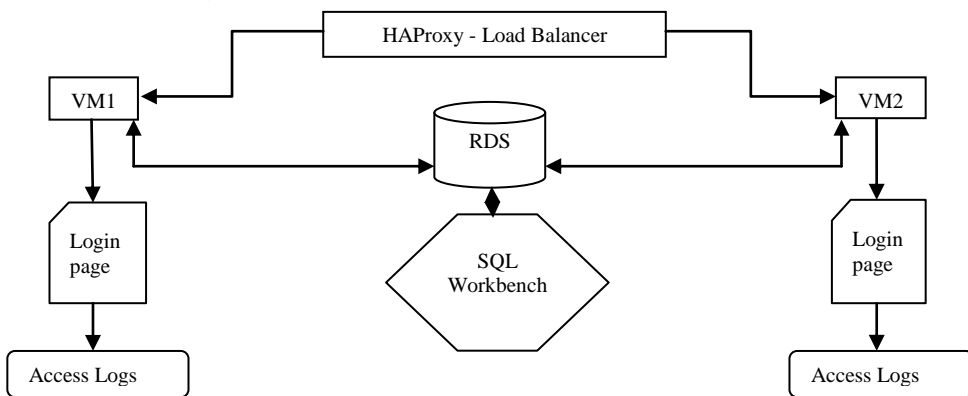 HAProxy - Load Balancer
VM1
VM2
RDS
Login
page
SQL
Workbench
Login
page
Access Logs
Access Logs